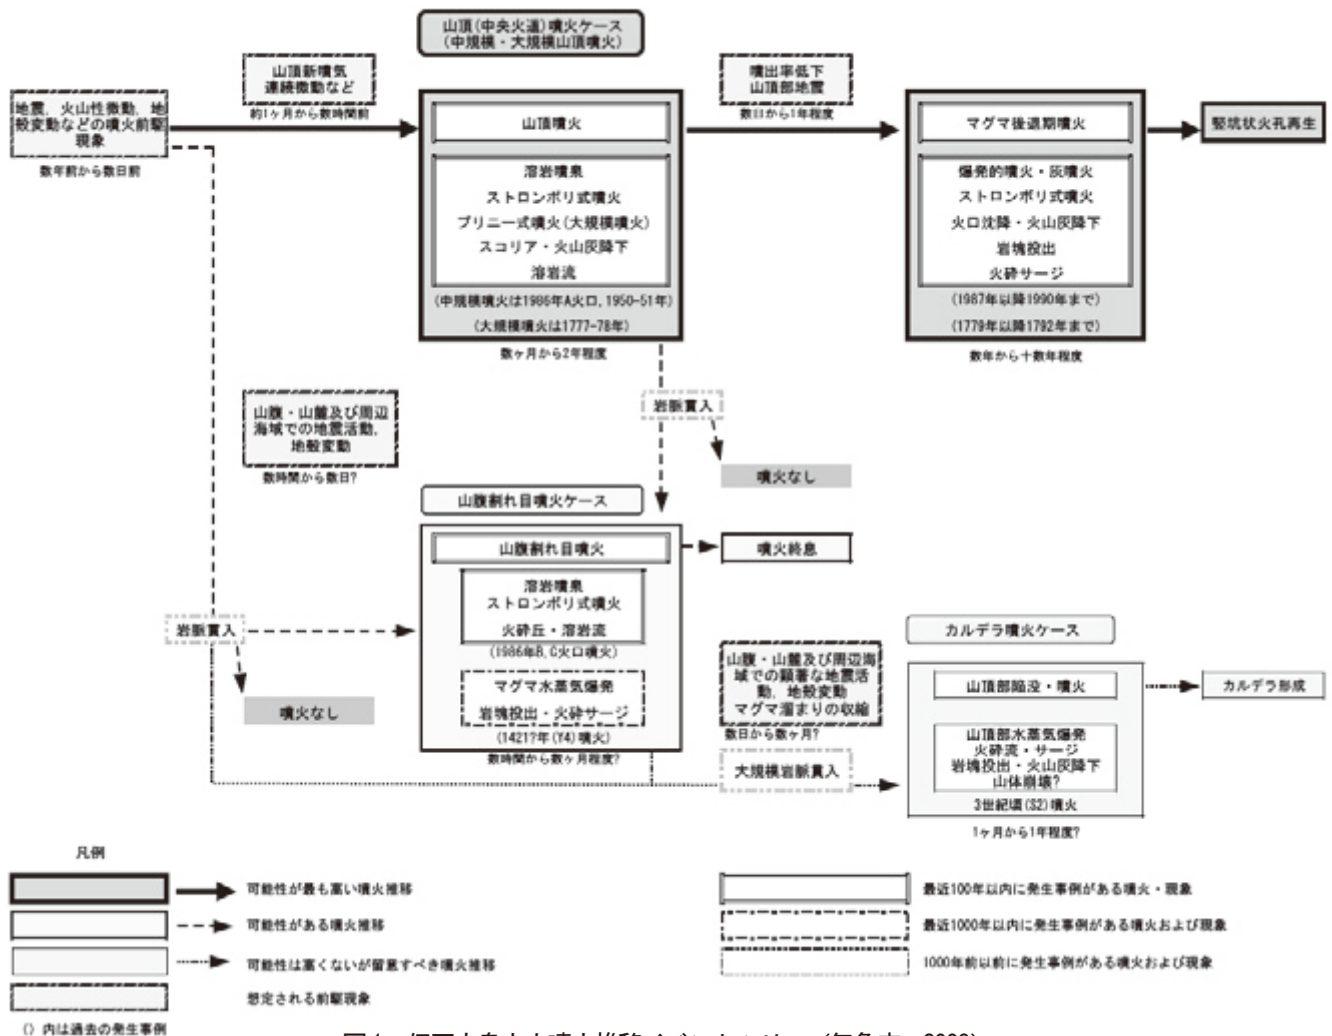 山頂(中央火道)噴火ケース
(中規模・大規模山頂噴火)
山頂新噴気
連続微動など
約1ヶ月から数時間前
噴出率低下
山頂部地震
数日から1年程度
地震，火山性微動，地
殻変動などの噴火前駆
現象
数年前から数日前
山頂噴火
溶岩噴泉
ストロンボリ式噴火
プリニー式噴火(大規模噴火)
スコリア・火山灰降下
溶岩流
(中規模噴火は1986年A火口,1950-51年)
(大規模噴火は1777-78年)
数ヶ月から2年程度
マグマ後退期噴火
爆発的噴火・灰噴火
ストロンボリ式噴火
火口沈降・火山灰降下
岩塊投出
火砕サージ
(1987年以降1990年まで)
(1779年以降1792年まで)
数年から十数年程度
竪坑状火孔再生
山腹・山麓及び周辺
海域での地震活動，
地殻変動
数時間から数日?
岩脈貫入
噴火なし
山腹割れ目噴火ケース
山腹割れ目噴火
溶岩噴泉
ストロンボリ式噴火
火砕丘・溶岩流
(1986年B,C火口噴火)
マグマ水蒸気爆発
岩塊投出・火砕サージ
(1421?年(Y4)噴火)
数時間から数ヶ月程度?
噴火終息
岩脈貫入
噴火なし
山腹・山麓及び周辺海
域での顕著な地震活
動，地殻変動
マグマ溜まりの収縮
数日から数ヶ月?
大規模岩脈貫入
カルデラ噴火ケース
山頂部陥没・噴火
山頂部水蒸気爆発
火砕流・サージ
岩塊投出・火山灰降下
山体崩壊?
3世紀頃(S2)噴火
1ヶ月から1年程度?
カルデラ形成
凡例
可能性が最も高い噴火推移
可能性がある噴火推移
可能性は高くないが留意すべき噴火推移
想定される前駆現象
() 内は過去の発生事例
最近100年以内に発生事例がある噴火・現象
最近1000年以内に発生事例がある噴火および現象
1000年前以前に発生事例がある噴火および現象